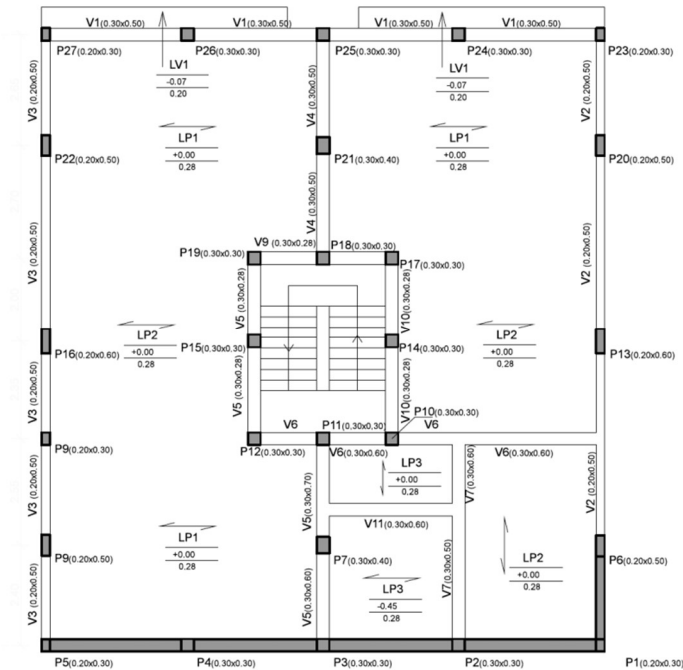 V1(0.30x0.50)
V1(0.30x0.50)
V1(0.30x0.50)
V1(0.30x0.50)
P27(0.20x0.30)
P26(0.30x0.30)
P25(0.30x0.30)
P24(0.30x0.30)
P23(0.20x0.30)
LV1
-0.07
0.20
LV1
-0.07
0.20
V3 (0.20x0.50)
V4 (0.30x0.50)
V2 (0.20x0.50)
LP1
+0.00
0.28
LP1
+0.00
0.28
P22(0.20x0.50)
P21(0.30x0.40)
P20(0.20x0.50)
V4 (0.30x0.50)
V3 (0.20x0.50)
V2 (0.20x0.50)
V9 (0.30x0.28)
P19(0.30x0.30)
P18(0.30x0.30)
P17(0.30x0.30)
V5 (0.30x0.28)
V10(0.30x0.28)
LP2
+0.00
0.28
LP2
+0.00
0.28
P16(0.20x0.60)
P15(0.30x0.30)
P14(0.30x0.30)
P13(0.20x0.60)
V3 (0.20x0.50)
V5 (0.30x0.28)
V10(0.30x0.28)
P10(0.30x0.30)
V6
P11(0.30x0.30)
V6
P9(0.20x0.30)
P12(0.30x0.30)
V6(0.30x0.60)
V6(0.30x0.60)
LP3
+0.00
0,28
V3 (0.20x0.50)
V5(0.30x0.70)
V7(0.30x0.60)
V2 (0.20x0.50)
V11(0.30x0.60)
LP1
+0.00
0.28
P9(0.20x0.50)
P7(0.30x0.40)
P6(0.20x0.50)
LP2
+0.00
0.28
LP3
-0.45
0.28
V3 (0.20x0.50)
V5(0.30x0.60)
V7(0.30x0.50)
P5(0.20x0.30)
P4(0.30x0.30)
P3(0.30x0.30)
P2(0.30x0.30)
P1(0.20x0.30)